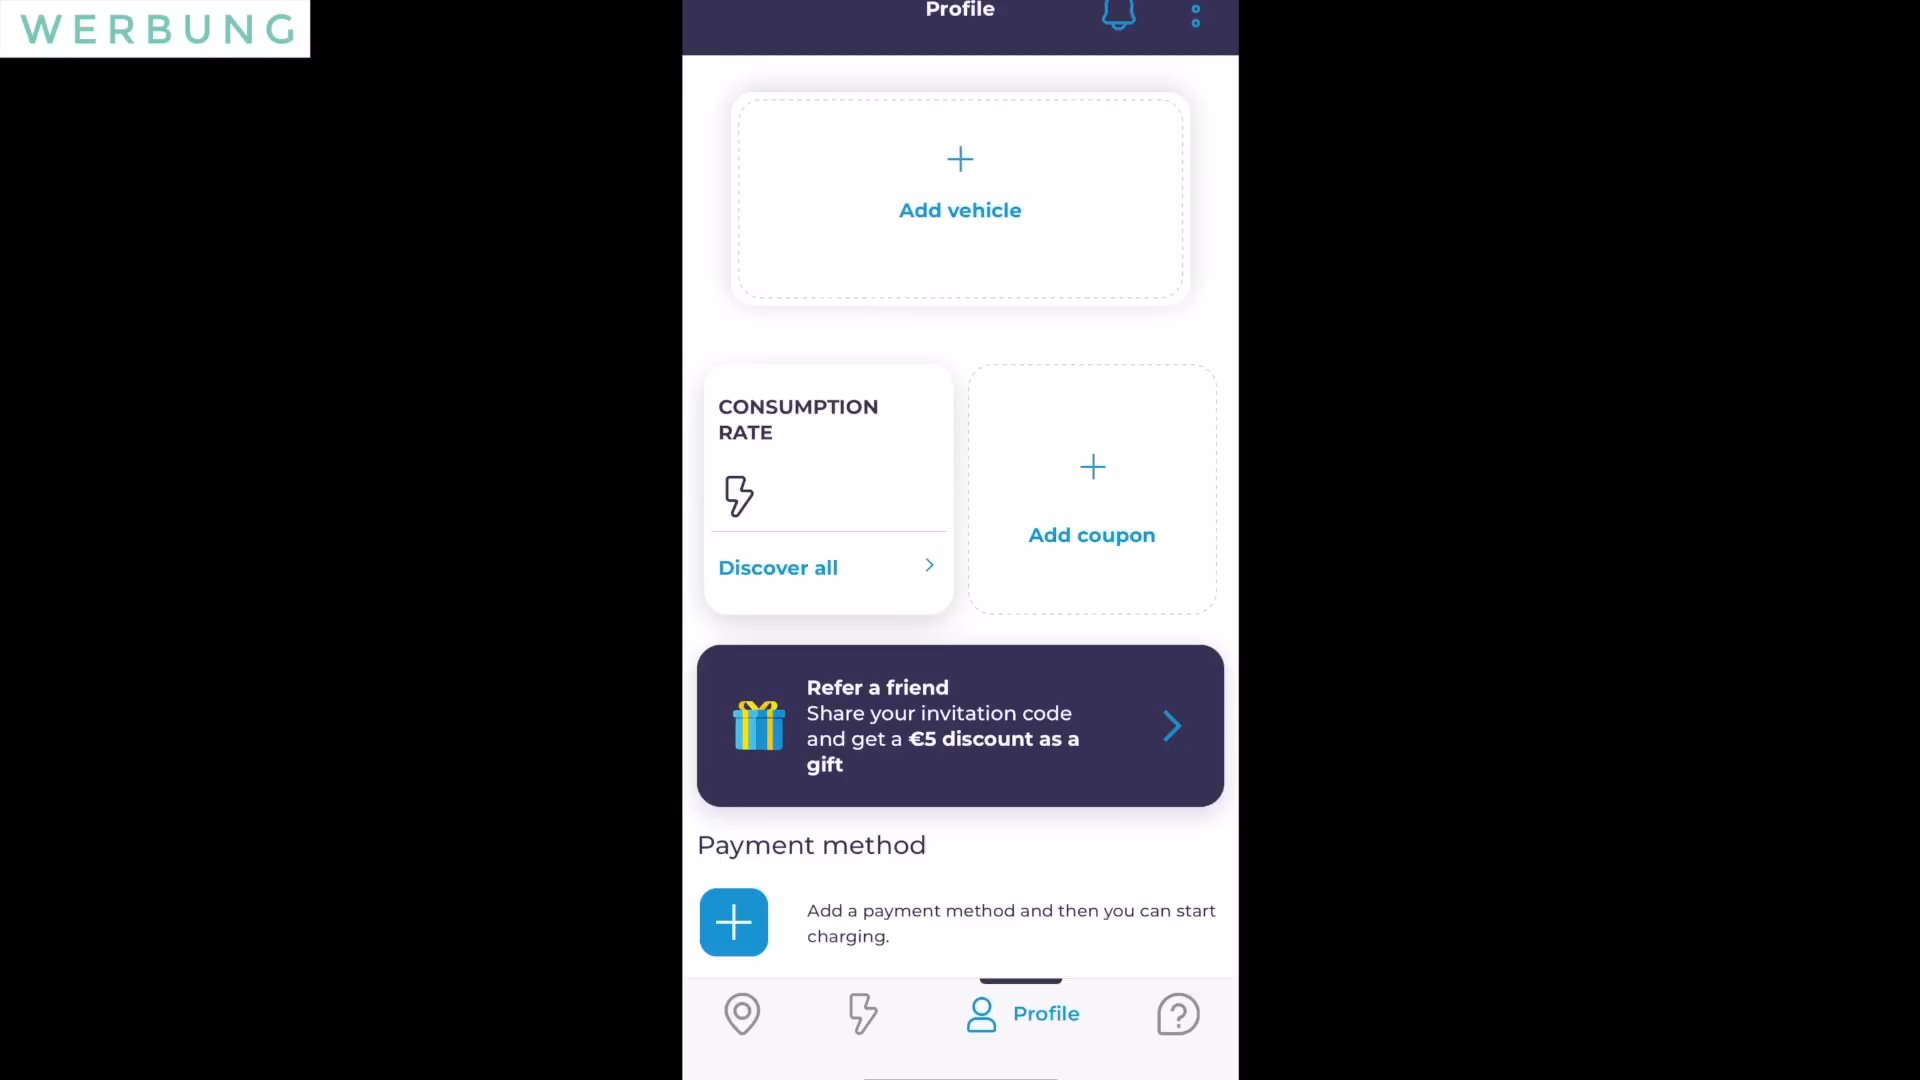 WERBUNG
Profile
Add vehicle
CONSUMPTION
RATE
Discover all
Add coupon
Refer a friend
Share your invitation code
and get a €5 discount as a
gift
Payment method
Add a payment method and then you can start
charging.
Profile